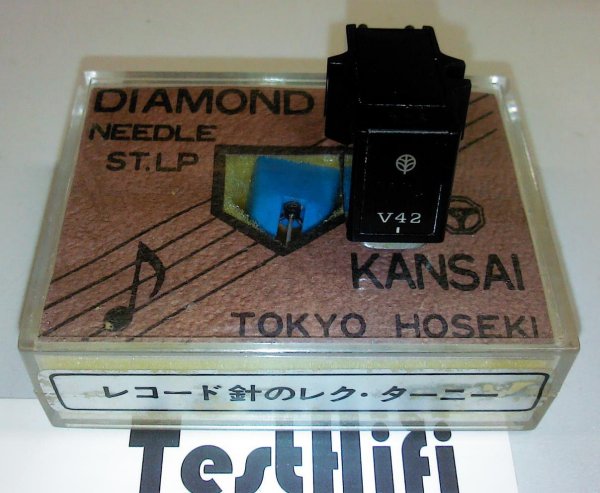 DIAMOND
NEEDLE
ST.LP
V42
KANSAI
TOKYO HOSEKI
レコード針のレク・ターニー
Testhifi